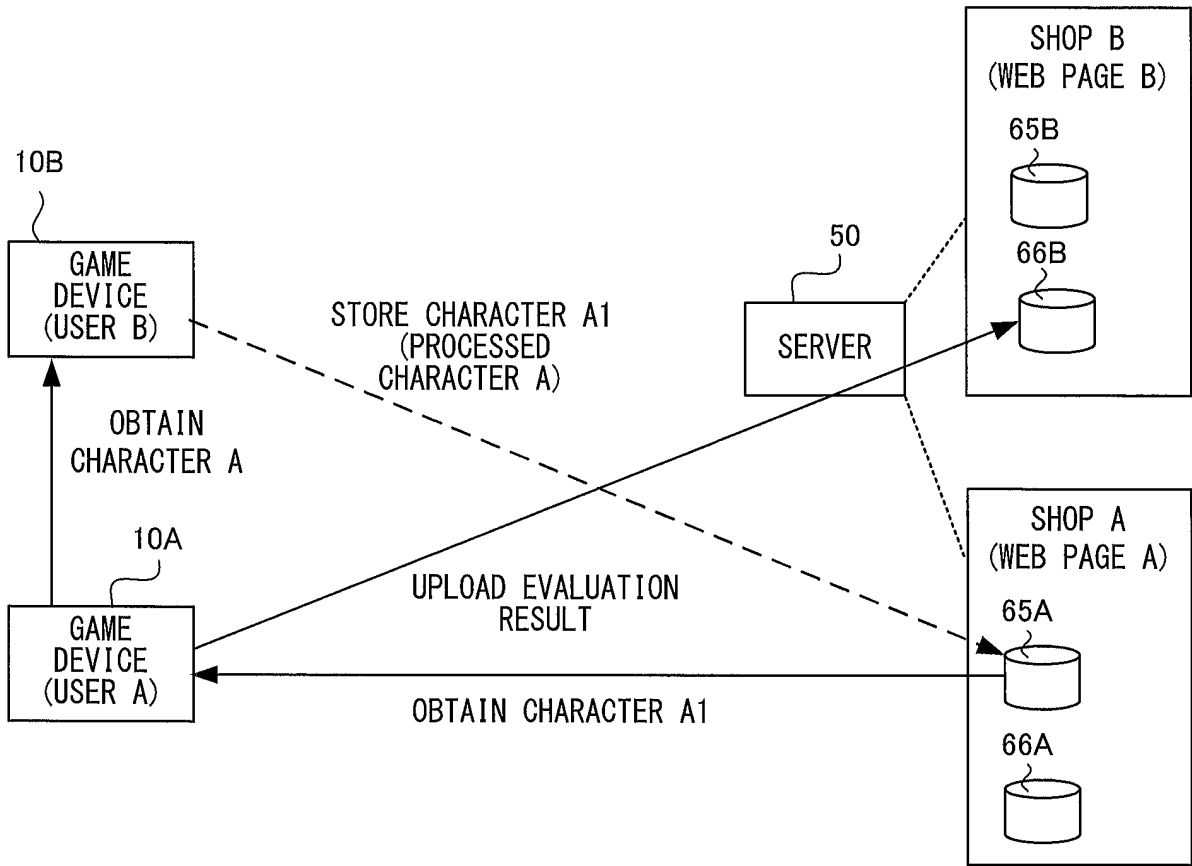 SHOP B
(WEB PAGE B)
65B
66B
10B
GAME
DEVICE
(USER B)
50
SERVER
STORE CHARACTER A1
(PROCESSED
CHARACTER A)
OBTAIN
CHARACTER A
10A
GAME
DEVICE
(USER A)
UPLOAD EVALUATION
RESULT
OBTAIN CHARACTER A1
SHOP A
(WEB PAGE A)
65A
66A